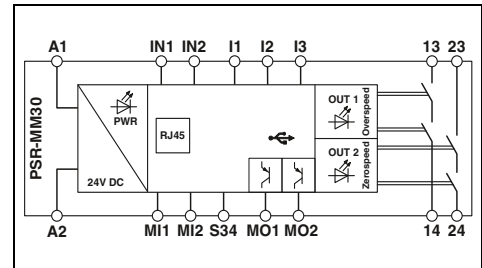 A1 IN1 IN2 I1 I2 I3 13 23
PSR-MM30
PWR
24V DC
RJ45
OUT 1
Overspeed
OUT 2
Zerospeed
A2 MI1 MI2 S34 MO1 MO2 14 24